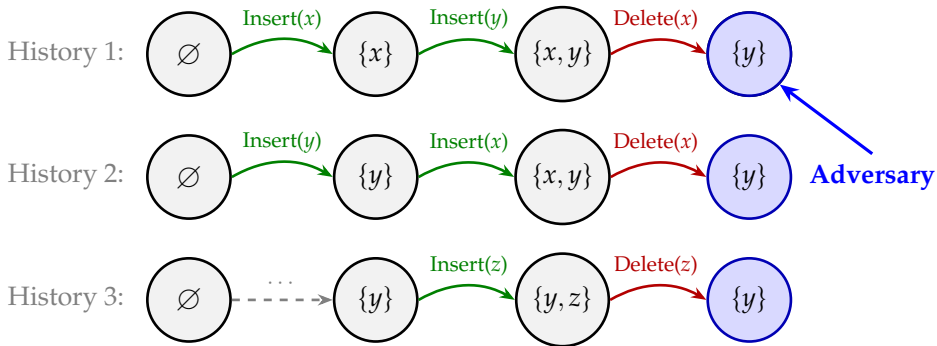 Insert(x) Insert(y) Delete(x)
History 1: ∅ {x} {x, y} {y}
Insert(y) Insert(x) Delete(x)
History 2: ∅ {y} {x, y} {y} Adversary
... Insert(z) Delete(z)
History 3: ∅ {y} {y, z} {y}